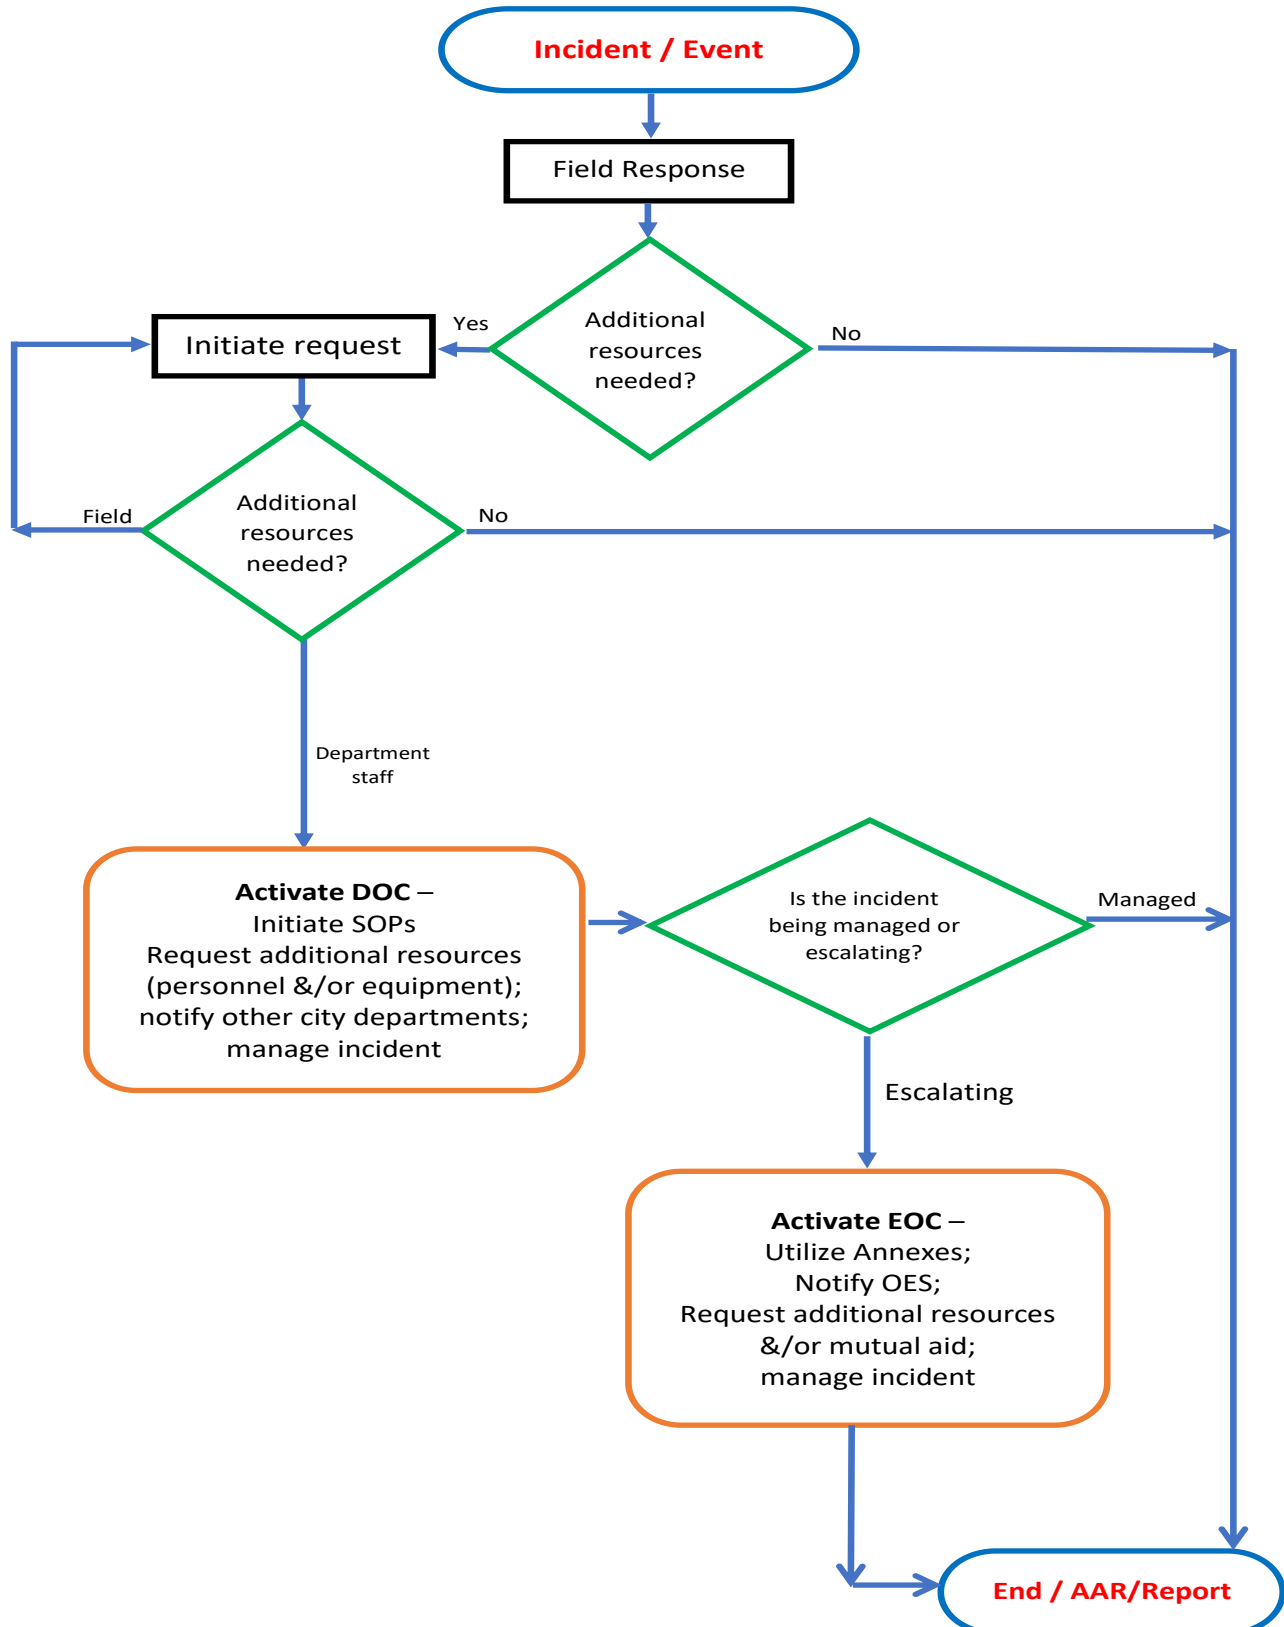 Incident / Event
Field Response
Additional
resources
needed?
Yes
No
Initiate request
Additional
resources
needed?
Field
No
Department
staff
Activate DOC –
Initiate SOPs
Request additional resources
(personnel &/or equipment);
notify other city departments;
manage incident
Is the incident
being managed or
escalating?
Managed
Escalating
Activate EOC –
Utilize Annexes;
Notify OES;
Request additional resources
&/or mutual aid;
manage incident
End / AAR/Report